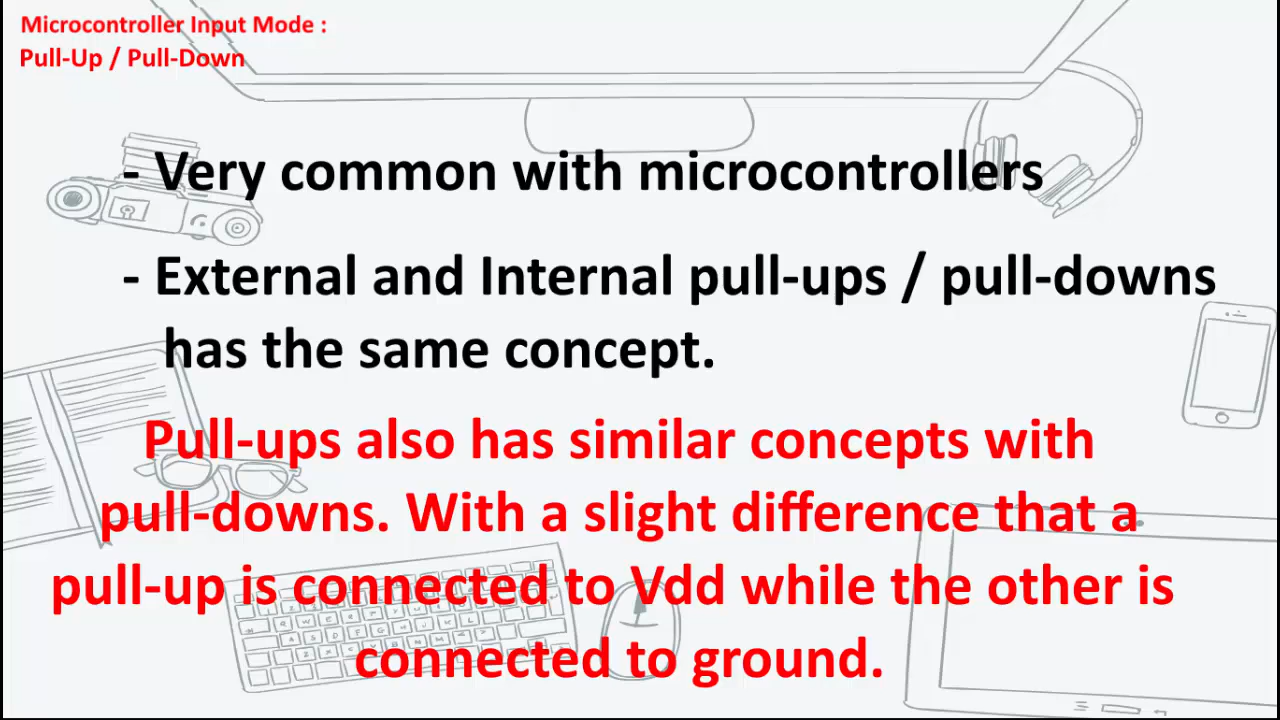 Microcontroller Input Mode :
Pull-Up / Pull-Down
- Very common with microcontrollers
- External and Internal pull-ups / pull-downs
has the same concept.
Pull-ups also has similar concepts with
pull-downs. With a slight difference that a
pull-up is connected to Vdd while the other is
connected to ground.